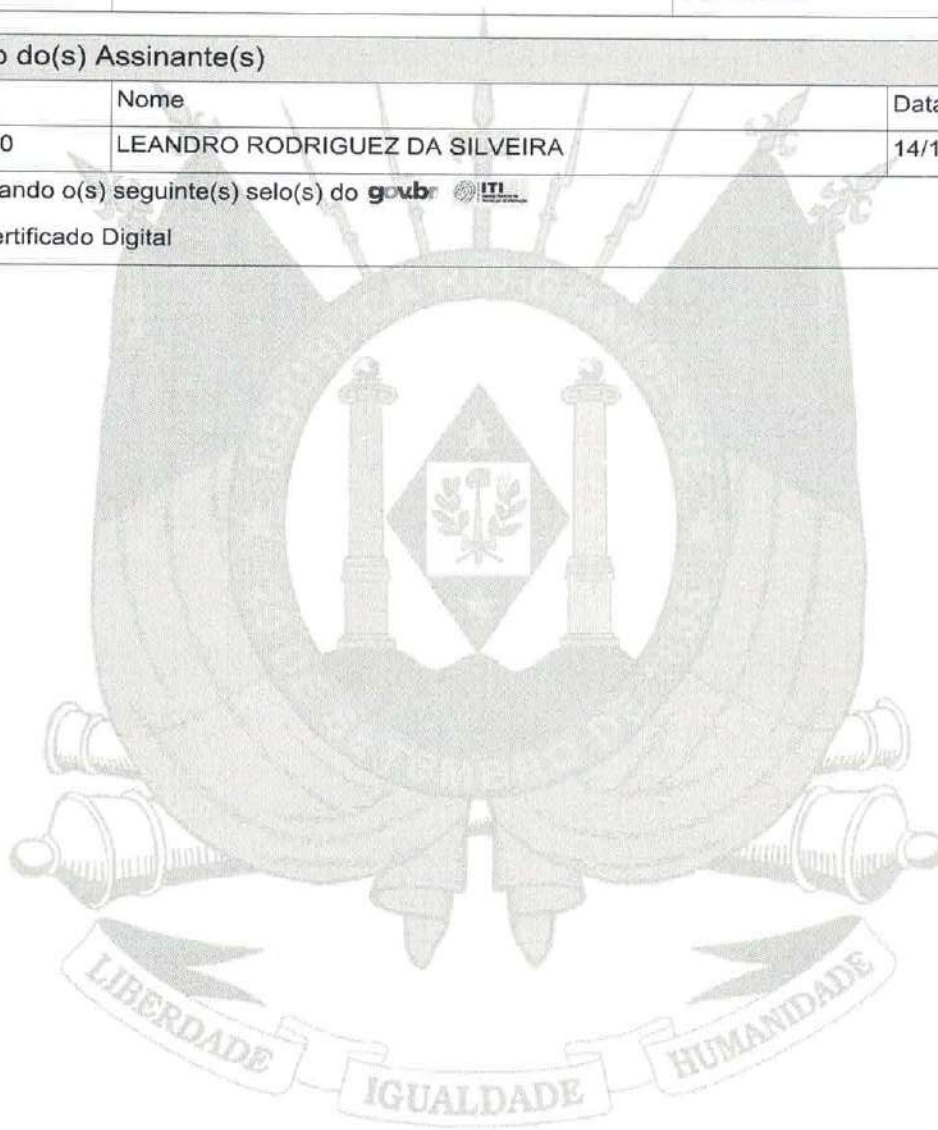 o do(s) Assinante(s)
Nome
Data
0
LEANDRO RODRIGUEZ DA SILVEIRA
14/1
ando o(s) seguinte(s) selo(s) do gov.br ITI
ertificado Digital
LIBERDADE
IGUALDADE
HUMANIDADE